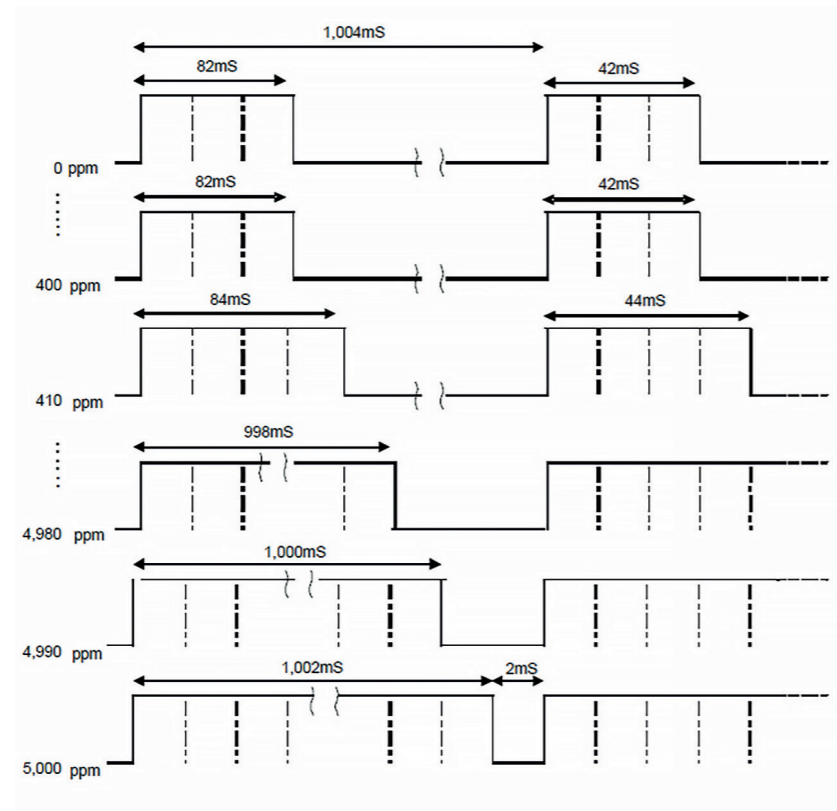 1,004mS
82mS 42mS
0 ppm
82mS 42mS
400 ppm
84mS 44mS
410 ppm
998mS
4,980 ppm
1,000mS
4,990 ppm
1,002mS 2mS
5,000 ppm